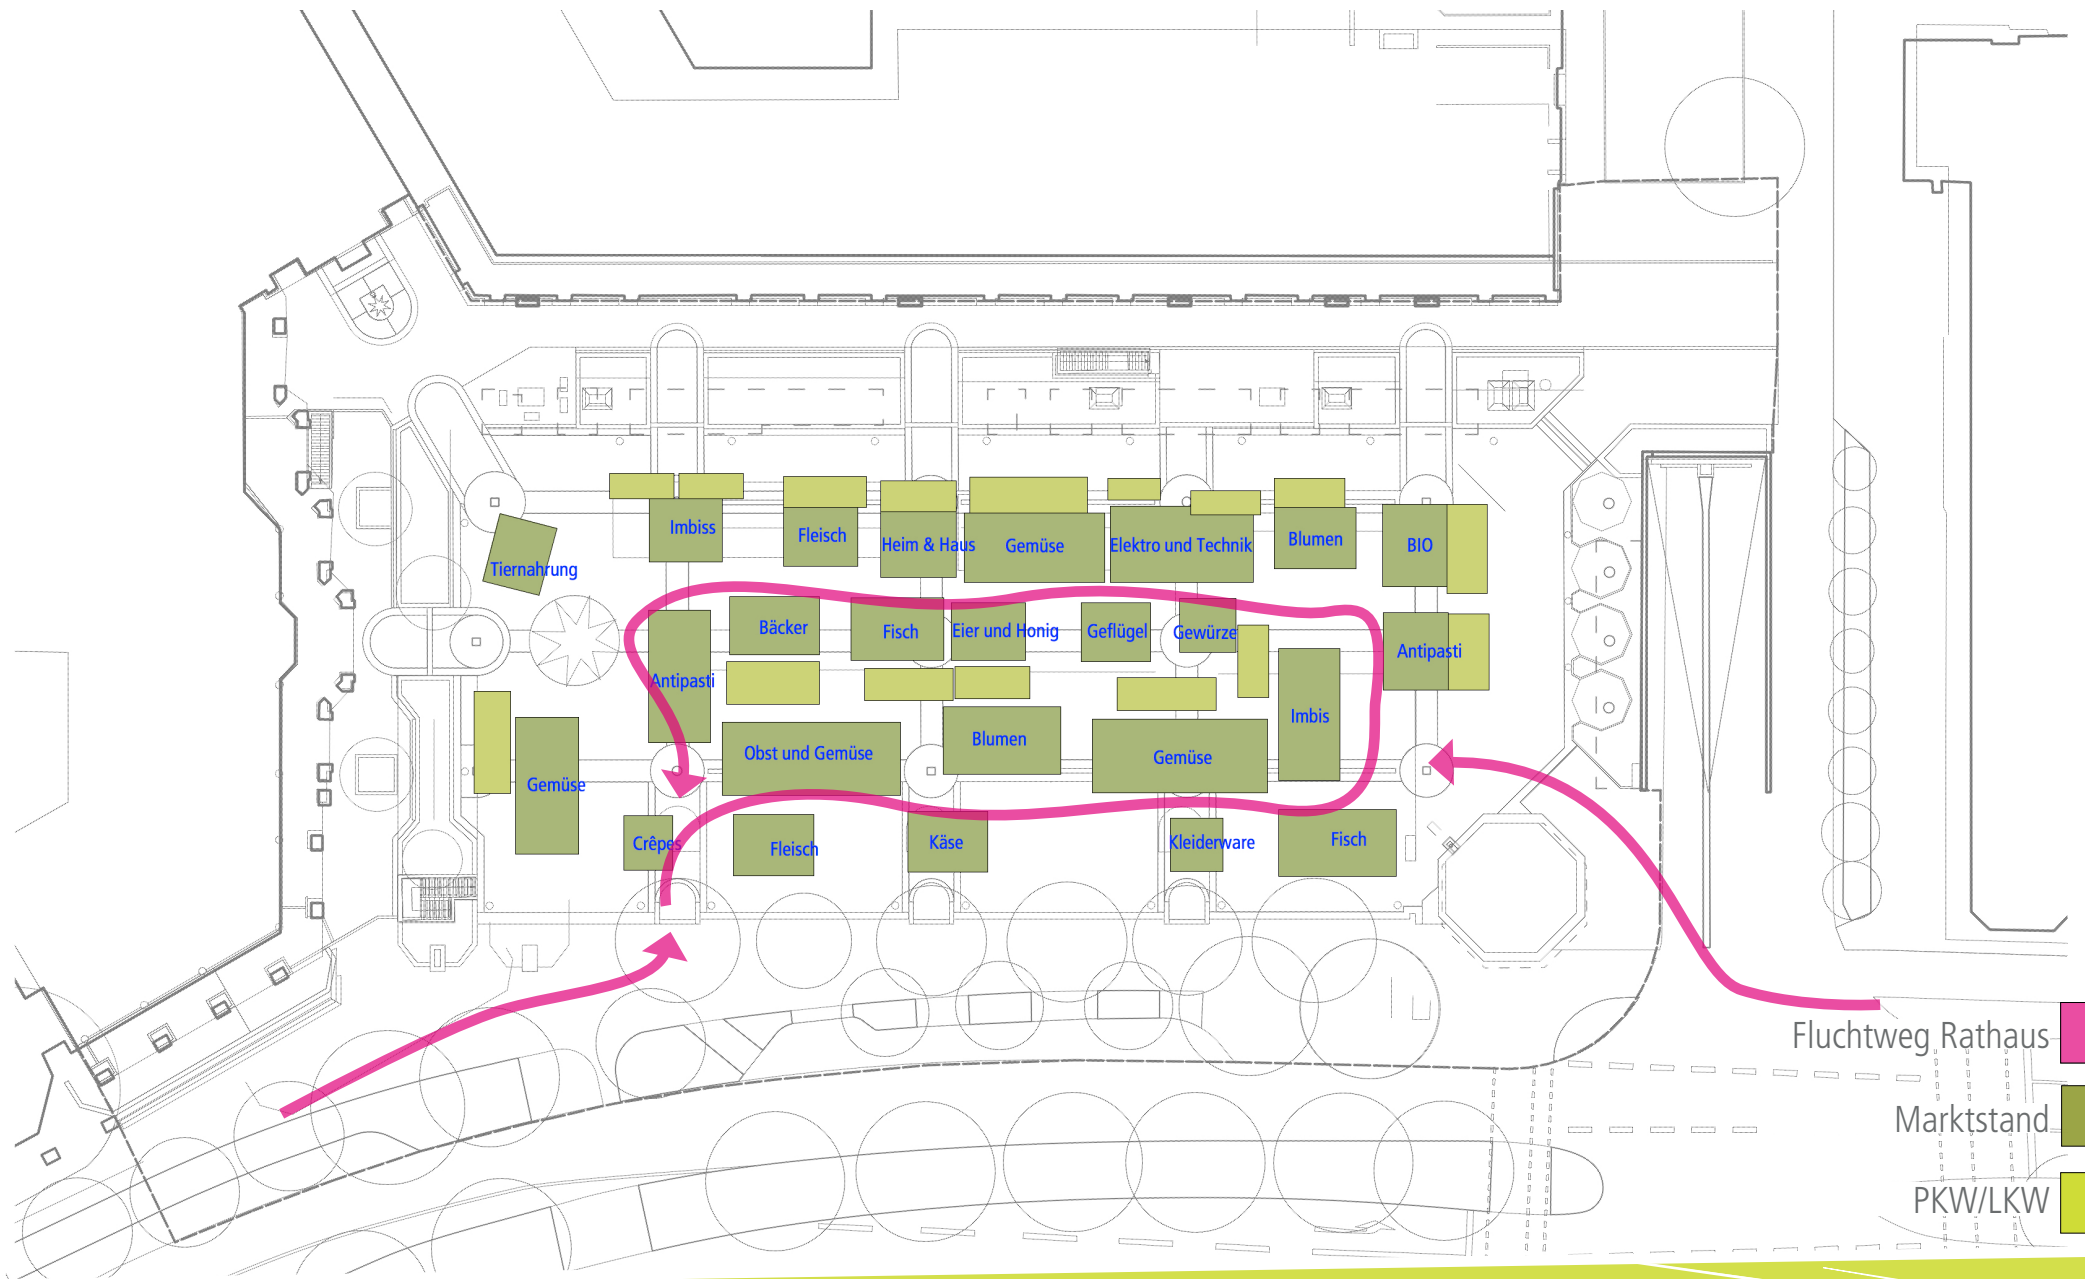 Imbiss
Fleisch
Heim & Haus
Gemüse
Elektro und Technik
Blumen
BIO
Tiernahrung
Bäcker
Fisch
Eier und Honig
Geflügel
Gewürze
Antipasti
Antipasti
Imbis
Obst und Gemüse
Blumen
Gemüse
Gemüse
Crêpes
Fleisch
Käse
Kleiderware
Fisch
Fluchtweg Rathaus
Marktstand
PKW/LKW